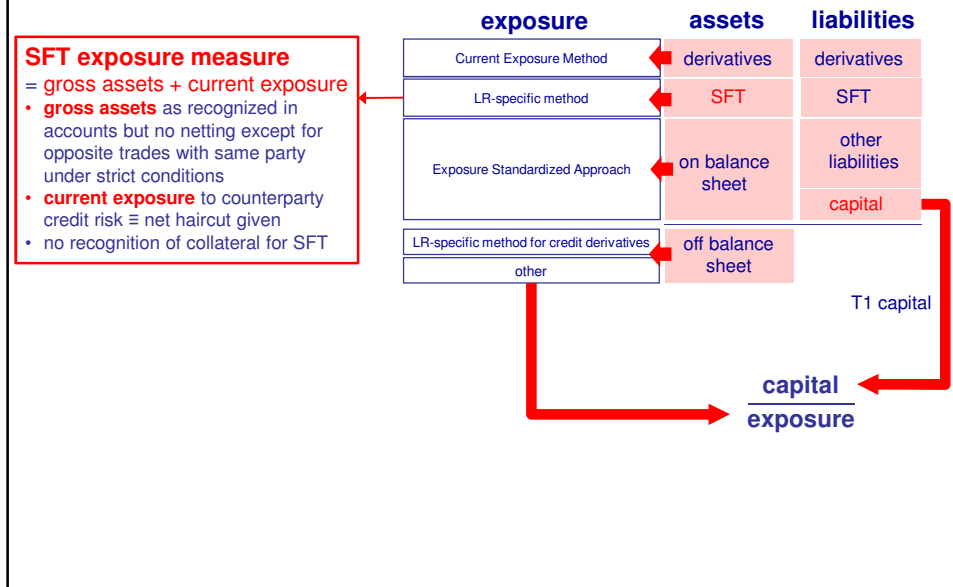 exposure
assets
liabilities
SFT exposure measure
= gross assets + current exposure
• gross assets as recognized in
accounts but no netting except for
opposite trades with same party
under strict conditions
• current exposure to counterparty
credit risk ≡ net haircut given
• no recognition of collateral for SFT
Current Exposure Method
derivatives
derivatives
LR-specific method
SFT
SFT
Exposure Standardized Approach
on balance
sheet
other
liabilities
capital
LR-specific method for credit derivatives
other
off balance
sheet
T1 capital
capital
exposure